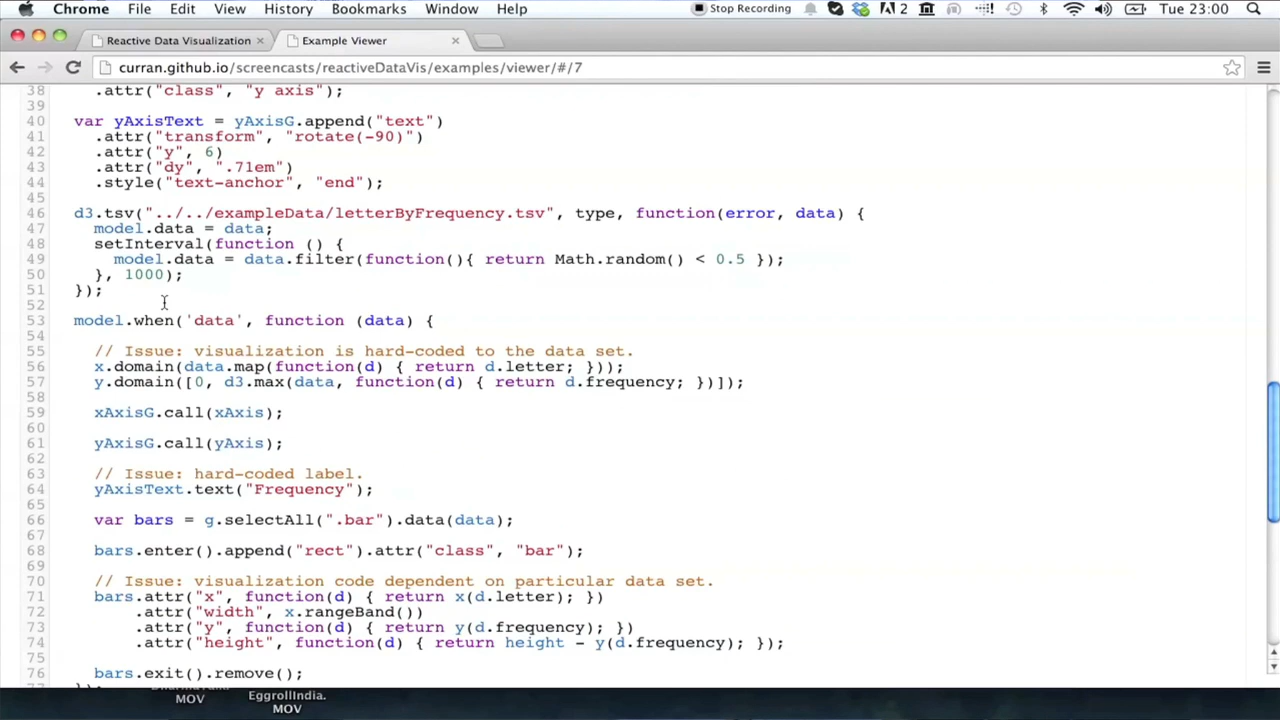 Chrome File Edit View History Bookmarks Window Help Stop Recording 2 Tue 23:00
Reactive Data Visualization Example Viewer
curran.github.io/screencasts/reactiveDataVis/examples/viewer/#/7
38 .attr("class", "y axis");
39
40 var yAxisText = yAxisG.append("text")
41 .attr("transform", "rotate(-90)")
42 .attr("y", 6)
43 .attr("dy", ".71em")
44 .style("text-anchor", "end");
45
46 d3.tsv("../../exampleData/letterByFrequency.tsv", type, function(error, data) {
47 model.data = data;
48 setInterval(function () {
49 model.data = data.filter(function(){ return Math.random() < 0.5 });
50 }, 1000);
51 });
52
53 model.when('data', function (data) {
54
55 // Issue: visualization is hard-coded to the data set.
56 x.domain(data.map(function(d) { return d.letter; }));
57 y.domain([0, d3.max(data, function(d) { return d.frequency; })]);
58
59 xAxisG.call(xAxis);
60
61 yAxisG.call(yAxis);
62
63 // Issue: hard-coded label.
64 yAxisText.text("Frequency");
65
66 var bars = g.selectAll(".bar").data(data);
67
68 bars.enter().append("rect").attr("class", "bar");
69
70 // Issue: visualization code dependent on particular data set.
71 bars.attr("x", function(d) { return x(d.letter); })
72 .attr("width", x.rangeBand())
73 .attr("y", function(d) { return y(d.frequency); })
74 .attr("height", function(d) { return height - y(d.frequency); });
75
76 bars.exit().remove();
MOV EggrollIndia.
MOV